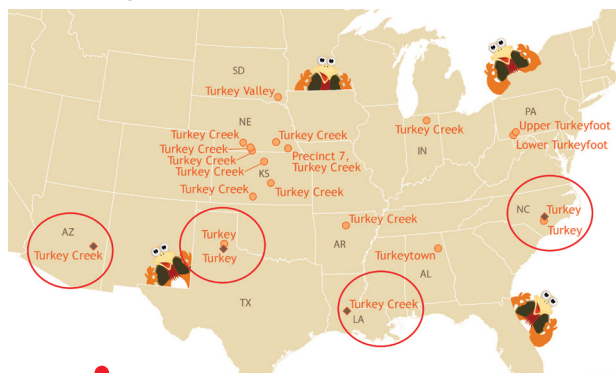 SD
Turkey Valley
NE
Turkey Creek
Turkey Creek
Turkey Creek
Turkey Creek
Turkey Creek
Precinct 7,
Turkey Creek
KS
Turkey Creek
Turkey Creek
Turkey Creek
IN
PA
Upper Turkeyfoot
Lower Turkeyfoot
NC
Turkey
Turkey
AZ
Turkey Creek
Turkey
Turkey
Turkey Creek
AR
Turkeytown
AL
TX
Turkey Creek
LA